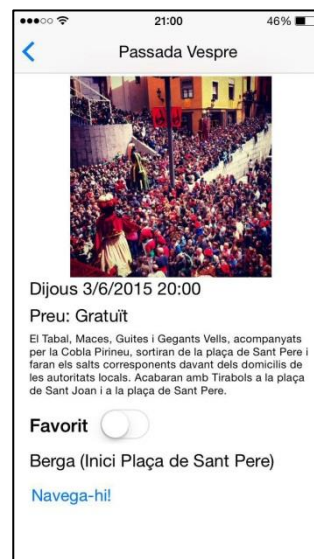 21:00 46%
Passada Vespre
Dijous 3/6/2015 20:00
Preu: Gratuït
El Tabal, Maces, Guites i Gegants Vells, acompanyats
per la Cobla Pirineu, sortiran de la plaça de Sant Pere i
faran els salts corresponents davant dels domicilis de
les autoritats locals. Acabaran amb Tirabols a la plaça
de Sant Joan i a la plaça de Sant Pere.
Favorit
Berga (Inici Plaça de Sant Pere)
Navega-hi!